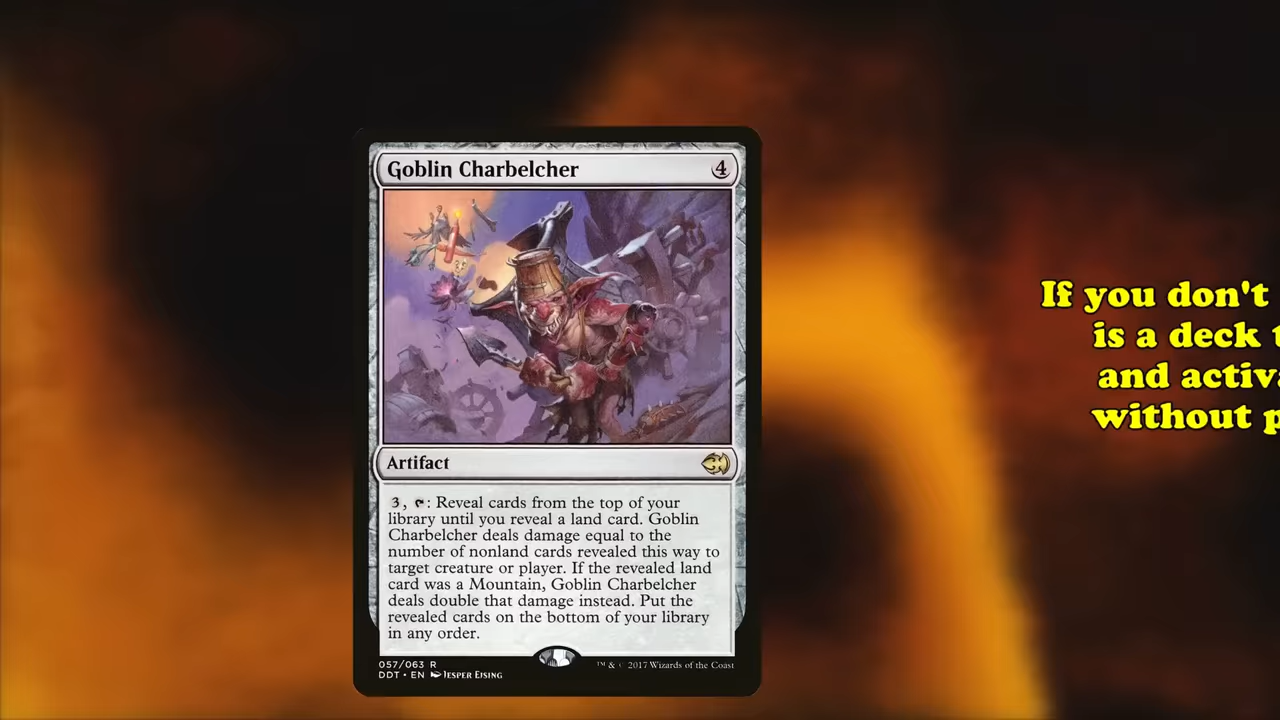 Goblin Charbelcher 4
Artifact
3, : Reveal cards from the top of your
library until you reveal a land card. Goblin
Charbelcher deals damage equal to the
number of nonland cards revealed this way to
target creature or player. If the revealed land
card was a Mountain, Goblin Charbelcher
deals double that damage instead. Put the
revealed cards on the bottom of your library
in any order.
057/063 R
DDT • EN JESPER EISING
™ & © 2017 Wizards of the Coast
If you don't
is a deck
and activ
without p